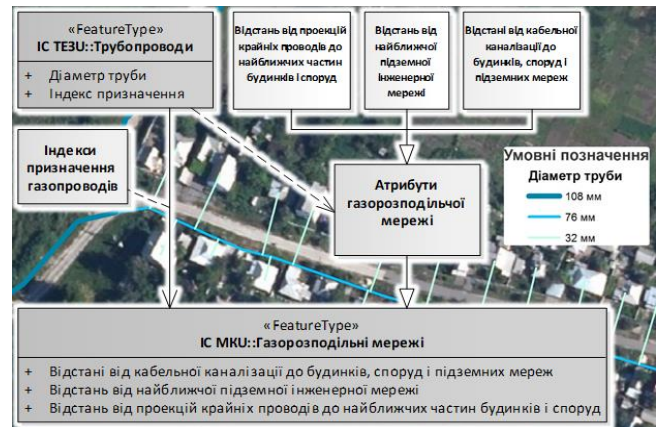 «FeatureType»
ІС ТЕЗU::Трубопроводи
+ Діаметр труби
+ Індекс призначення
Відстань від проекцій
крайніх проводів до
найближчих частин
будинків і споруд
Відстань від
найближчої
підземної
інженерної
мережі
Відстань від кабельної
каналізації до
будинків, споруд і
підземних мереж
Індекси
призначення
газопроводів
Атрибути
газорозподільчої
мережі
Умовні позначення
Діаметр труби
108 мм
76 мм
32 мм
«FeatureType»
ІС МКU::Газорозподільні мережі
+ Відстані від кабельної каналізації до будинків, споруд і підземних мереж
+ Відстань від найближчої підземної інженерної мережі
+ Відстань від проекцій крайніх проводів до найближчих частин будинків і споруд